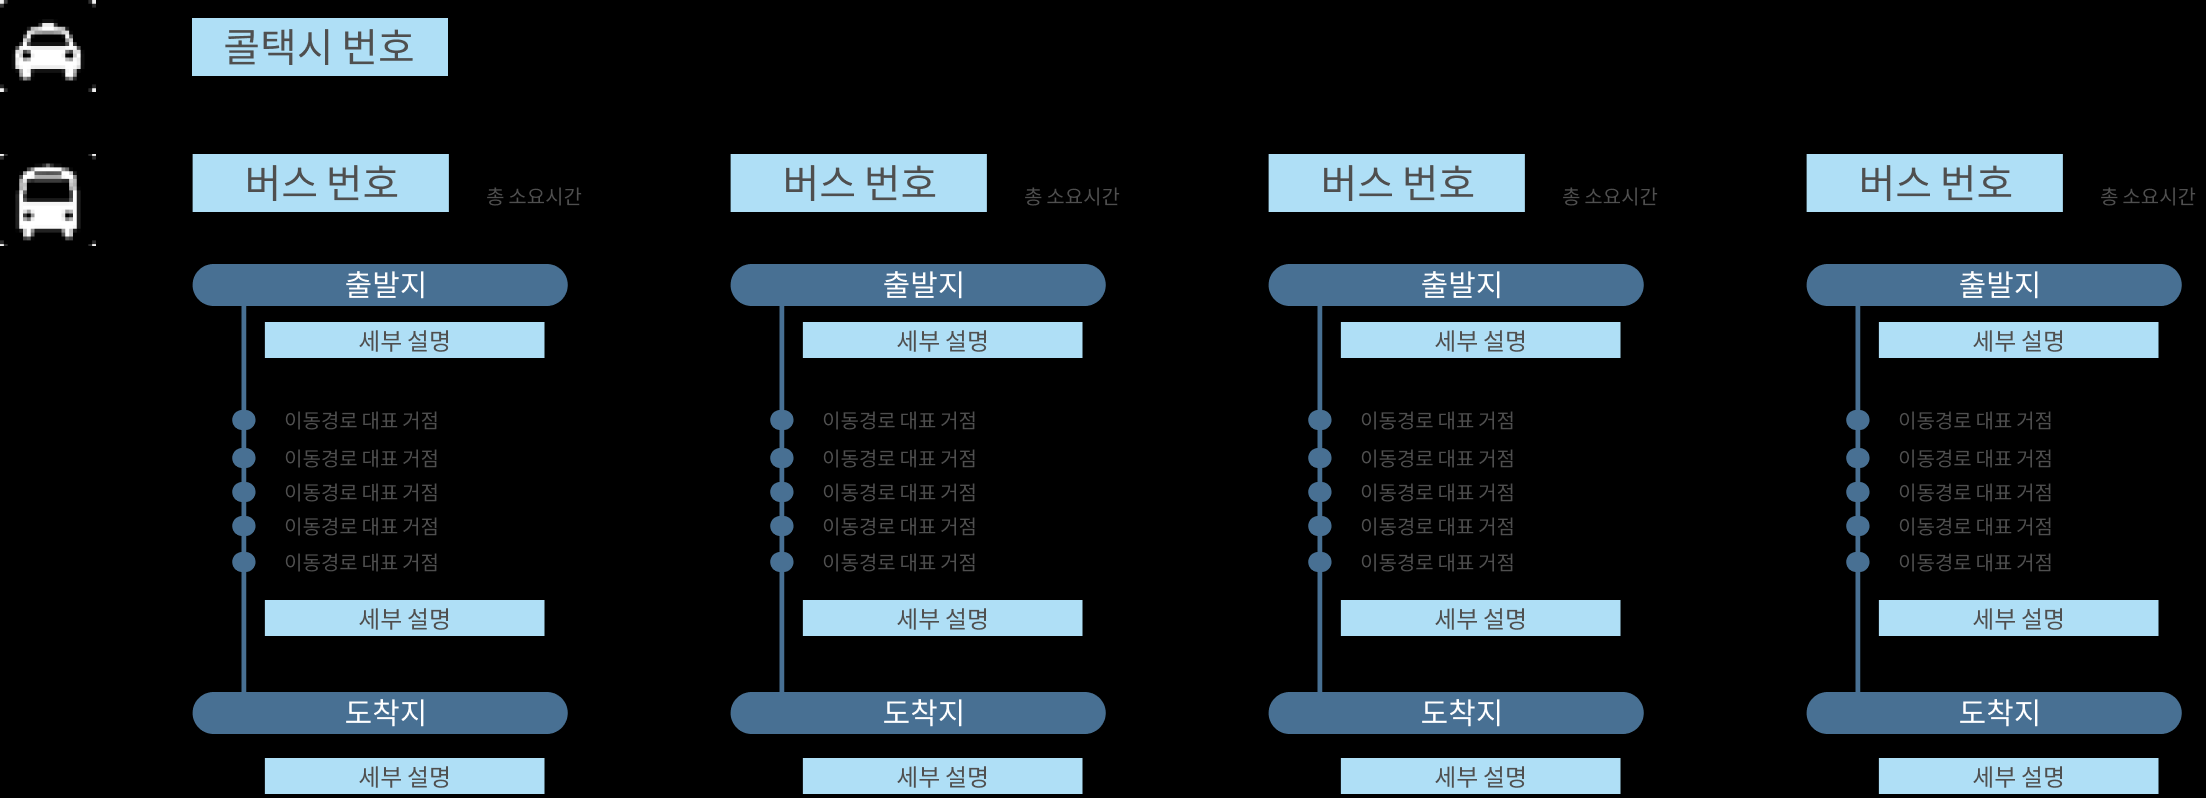 콜택시 번호
버스 번호 총 소요시간 버스 번호 총 소요시간 버스 번호 총 소요시간 버스 번호 총 소요시간
출발지 출발지 출발지 출발지
세부 설명 세부 설명 세부 설명 세부 설명
이동경로 대표 거점 이동경로 대표 거점 이동경로 대표 거점 이동경로 대표 거점
이동경로 대표 거점 이동경로 대표 거점 이동경로 대표 거점 이동경로 대표 거점
이동경로 대표 거점 이동경로 대표 거점 이동경로 대표 거점 이동경로 대표 거점
이동경로 대표 거점 이동경로 대표 거점 이동경로 대표 거점 이동경로 대표 거점
이동경로 대표 거점 이동경로 대표 거점 이동경로 대표 거점 이동경로 대표 거점
세부 설명 세부 설명 세부 설명 세부 설명
도착지 도착지 도착지 도착지
세부 설명 세부 설명 세부 설명 세부 설명